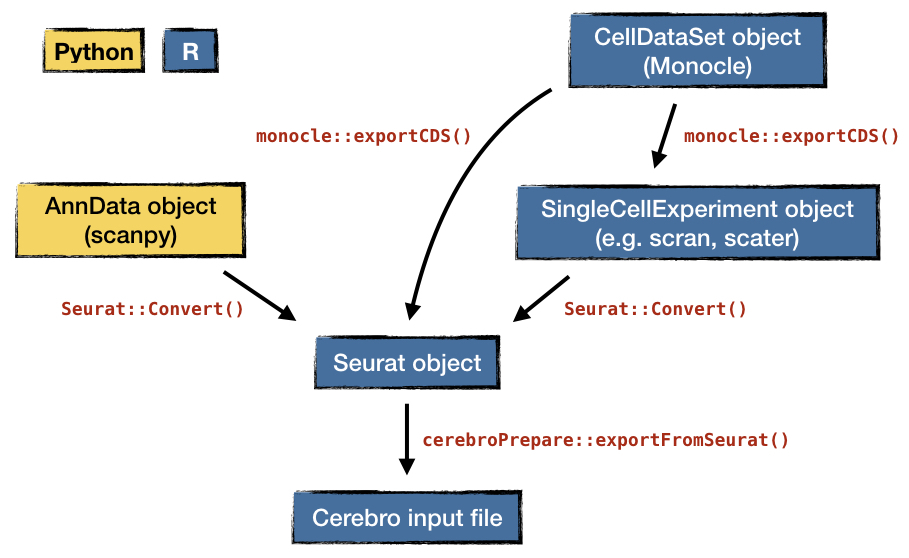 Python
R
CellDataSet object
(Monocle)
monocle::exportCDS()
monocle::exportCDS()
AnnData object
(scanpy)
SingleCellExperiment object
(e.g. scran, scater)
Seurat::Convert()
Seurat::Convert()
Seurat object
cerebroPrepare::exportFromSeurat()
Cerebro input file